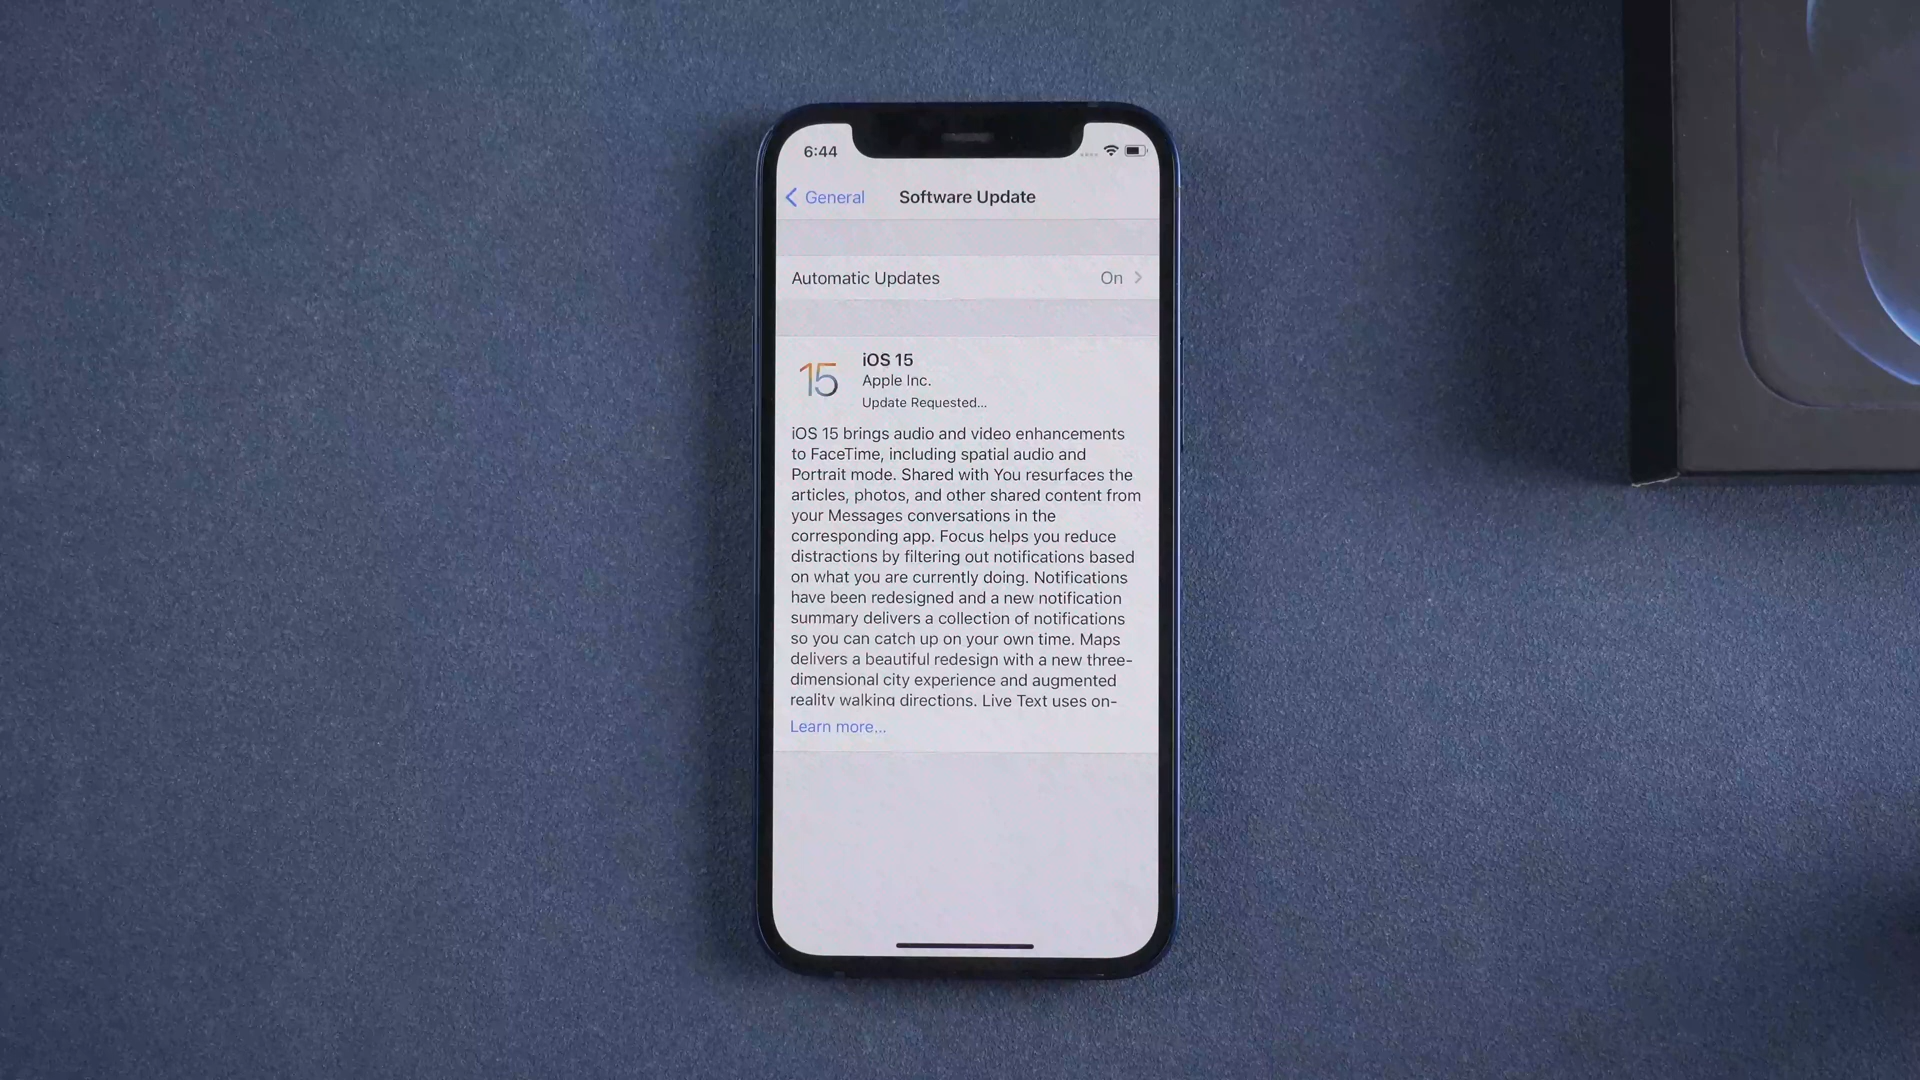 6:44
General
Software Update
Automatic Updates
On
15
iOS 15
Apple Inc.
Update Requested...
iOS 15 brings audio and video enhancements
to FaceTime, including spatial audio and
Portrait mode. Shared with You resurfaces the
articles, photos, and other shared content from
your Messages conversations in the
corresponding app. Focus helps you reduce
distractions by filtering out notifications based
on what you are currently doing. Notifications
have been redesigned and a new notification
summary delivers a collection of notifications
so you can catch up on your own time. Maps
delivers a beautiful redesign with a new three-
dimensional city experience and augmented
reality walking directions. Live Text uses on-
Learn more...